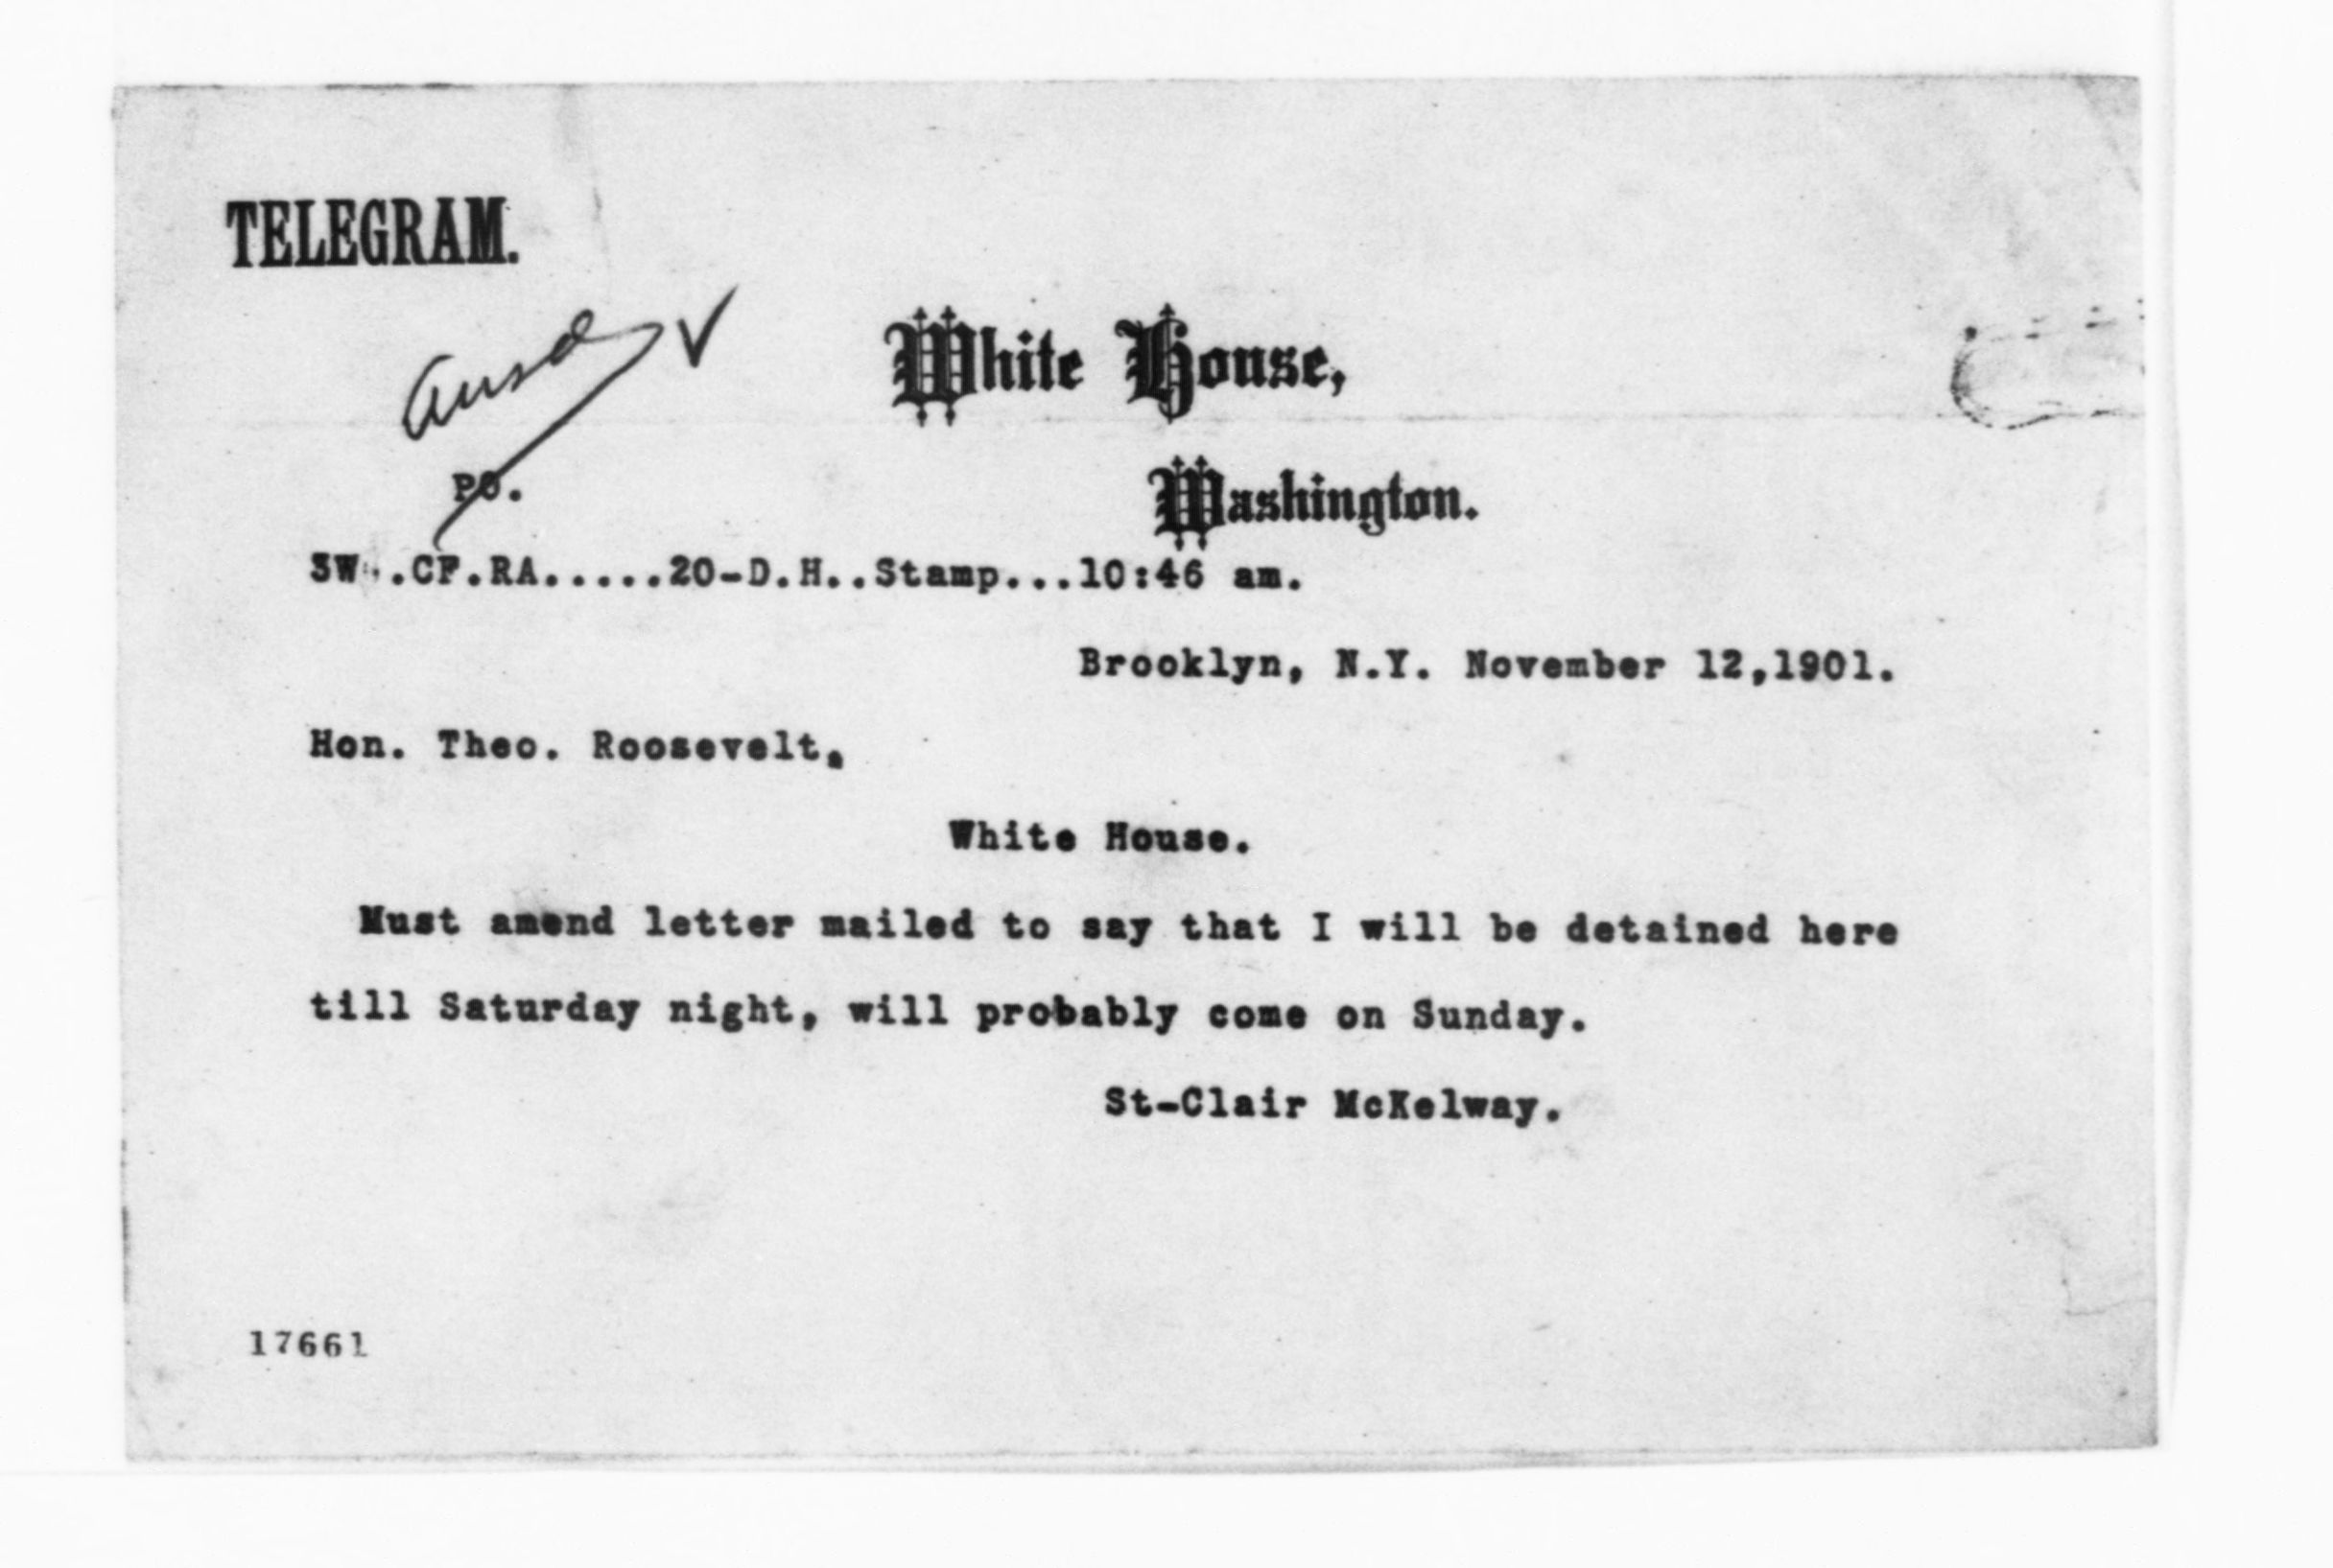 TELEGRAM.
ansd ✓
White House,
PO.
Washington.
3W..CF.RA.....20-D.H..Stamp...10:46 am.
Brooklyn, N.Y. November 12,1901.
Hon. Theo. Roosevelt,
White House.
Must amend letter mailed to say that I will be detained here
till Saturday night, will probably come on Sunday.
St-Clair McKelway.
17661